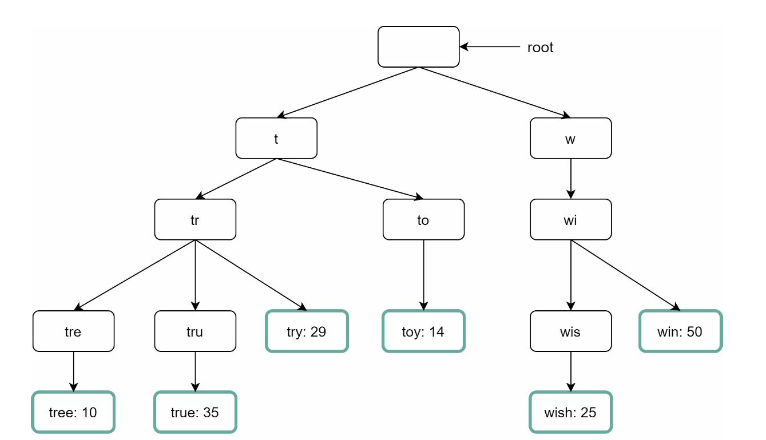 root
t
w
tr
to
wi
tre
tru
try: 29
toy: 14
wis
win: 50
tree: 10
true: 35
wish: 25